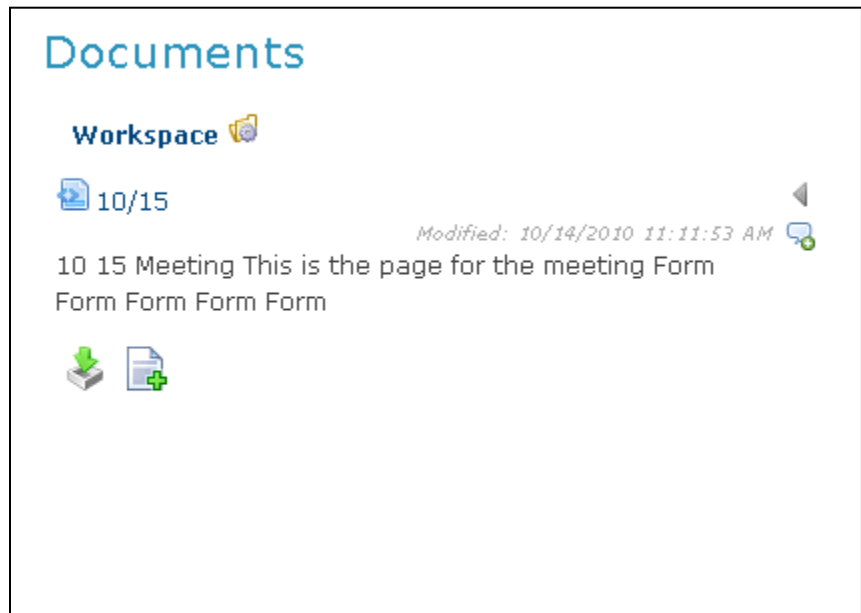 Documents
Workspace
10/15
Modified: 10/14/2010 11:11:53 AM
10 15 Meeting This is the page for the meeting Form
Form Form Form Form